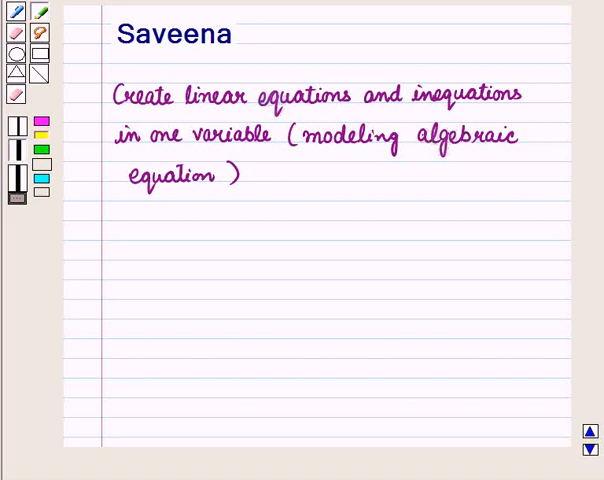 Saveena
Create linear equations and inequations
in one variable (modeling algebraic
equation)